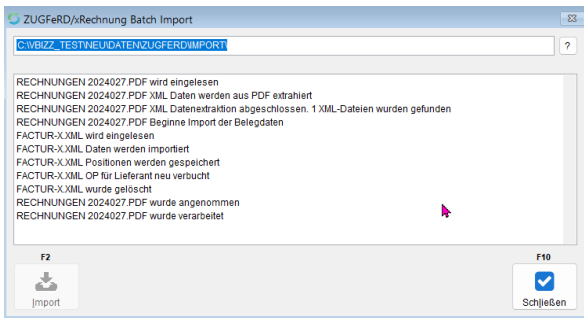 ZUGFeRD/xRechnung Batch Import
C:\VBIZZ_TEST\NEU\DATEN\ZUGFERD\IMPORT\
?
RECHNUNGEN 2024027.PDF wird eingelesen
RECHNUNGEN 2024027.PDF XML Daten werden aus PDF extrahiert
RECHNUNGEN 2024027.PDF XML Datenextraktion abgeschlossen. 1 XML-Dateien wurden gefunden
RECHNUNGEN 2024027.PDF Beginne Import der Belegdaten
FACTUR-X.XML wird eingelesen
FACTUR-X.XML Daten werden importiert
FACTUR-X.XML Positionen werden gespeichert
FACTUR-X.XML OP für Lieferant neu verbucht
FACTUR-X.XML wurde gelöscht
RECHNUNGEN 2024027.PDF wurde angenommen
RECHNUNGEN 2024027.PDF wurde verarbeitet
F2
F10
Import
Schließen